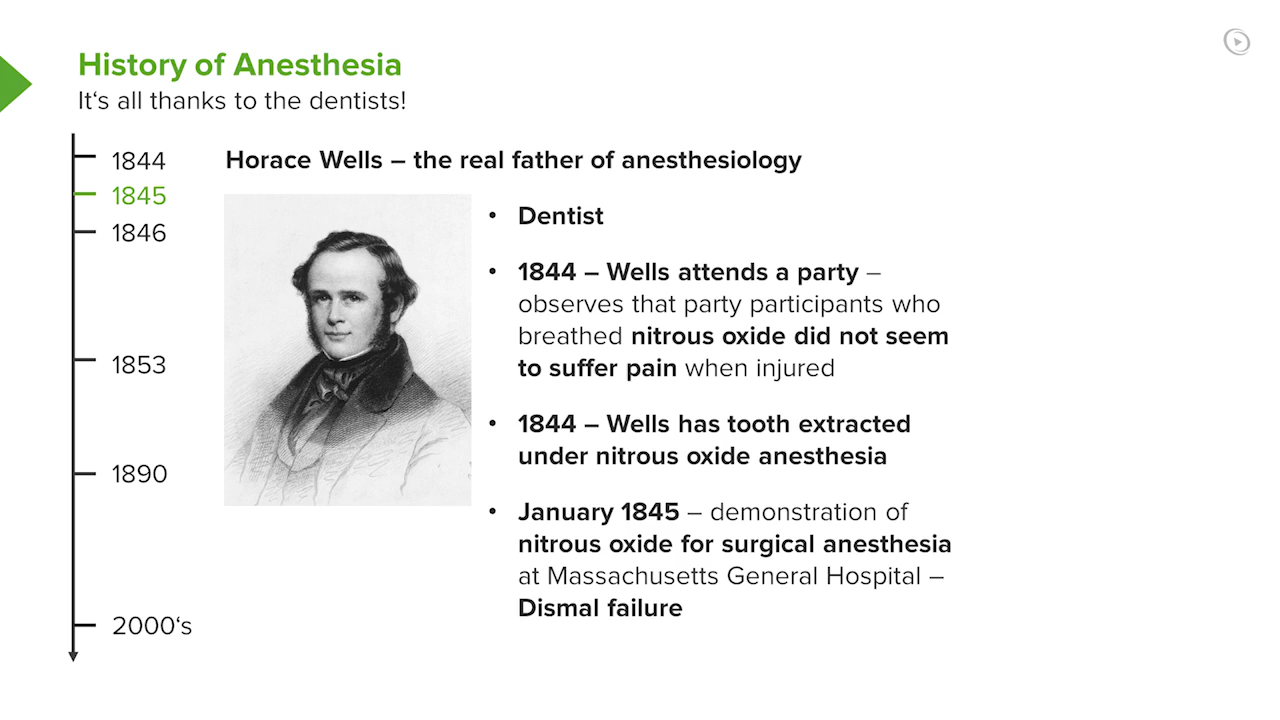 History of Anesthesia
It‘s all thanks to the dentists!
1844
1845
1846
1853
1890
2000‘s
Horace Wells – the real father of anesthesiology
• Dentist
• 1844 – Wells attends a party –
observes that party participants who
breathed nitrous oxide did not seem
to suffer pain when injured
• 1844 – Wells has tooth extracted
under nitrous oxide anesthesia
• January 1845 – demonstration of
nitrous oxide for surgical anesthesia
at Massachusetts General Hospital –
Dismal failure